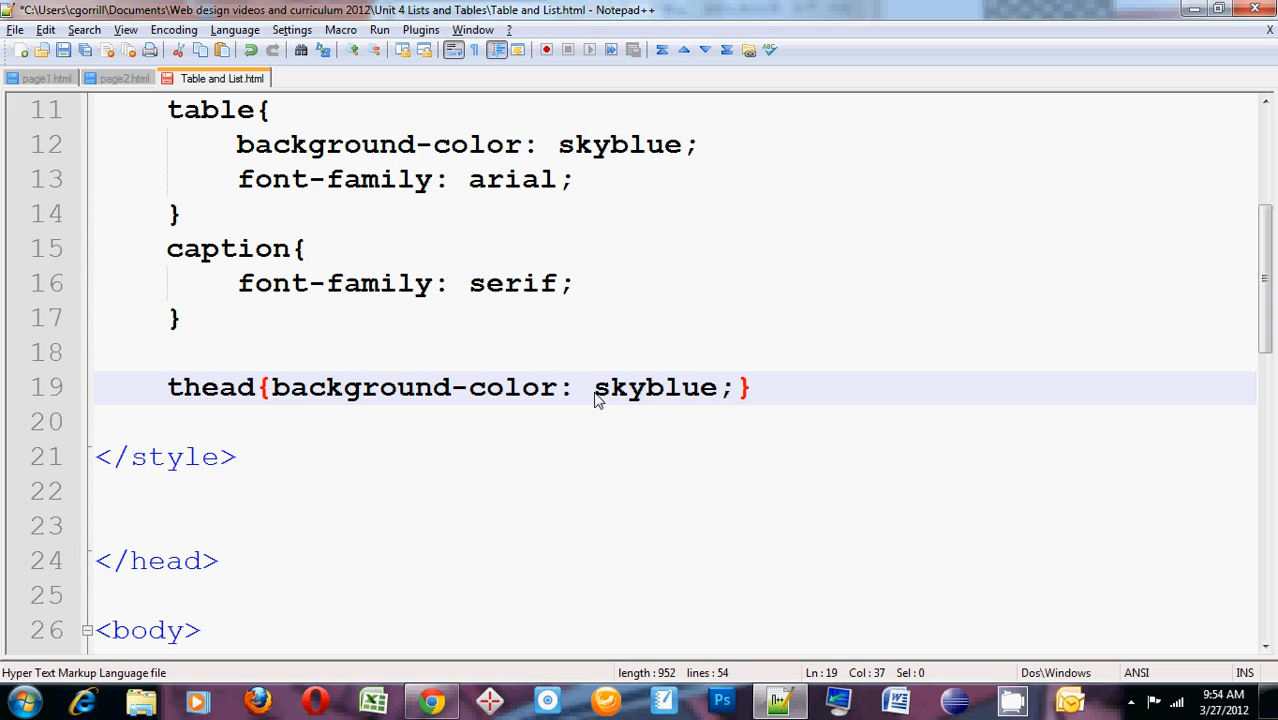 *C:\Users\cgorrill\Documents\Web design videos and curriculum 2012\Unit 4 Lists and Tables\Table and List.html - Notepad++
File Edit Search View Encoding Language Settings Macro Run Plugins Window ? X
page1.html page2.html Table and List.html
11 table{
12 background-color: skyblue;
13 font-family: arial;
14 }
15 caption{
16 font-family: serif;
17 }
18
19 thead{background-color: skyblue;}
20
21 </style>
22
23
24 </head>
25
26 <body>
Hyper Text Markup Language file length : 952 lines : 54 Ln : 19 Col : 37 Sel : 0 Dos\Windows ANSI INS
9:54 AM
3/27/2012